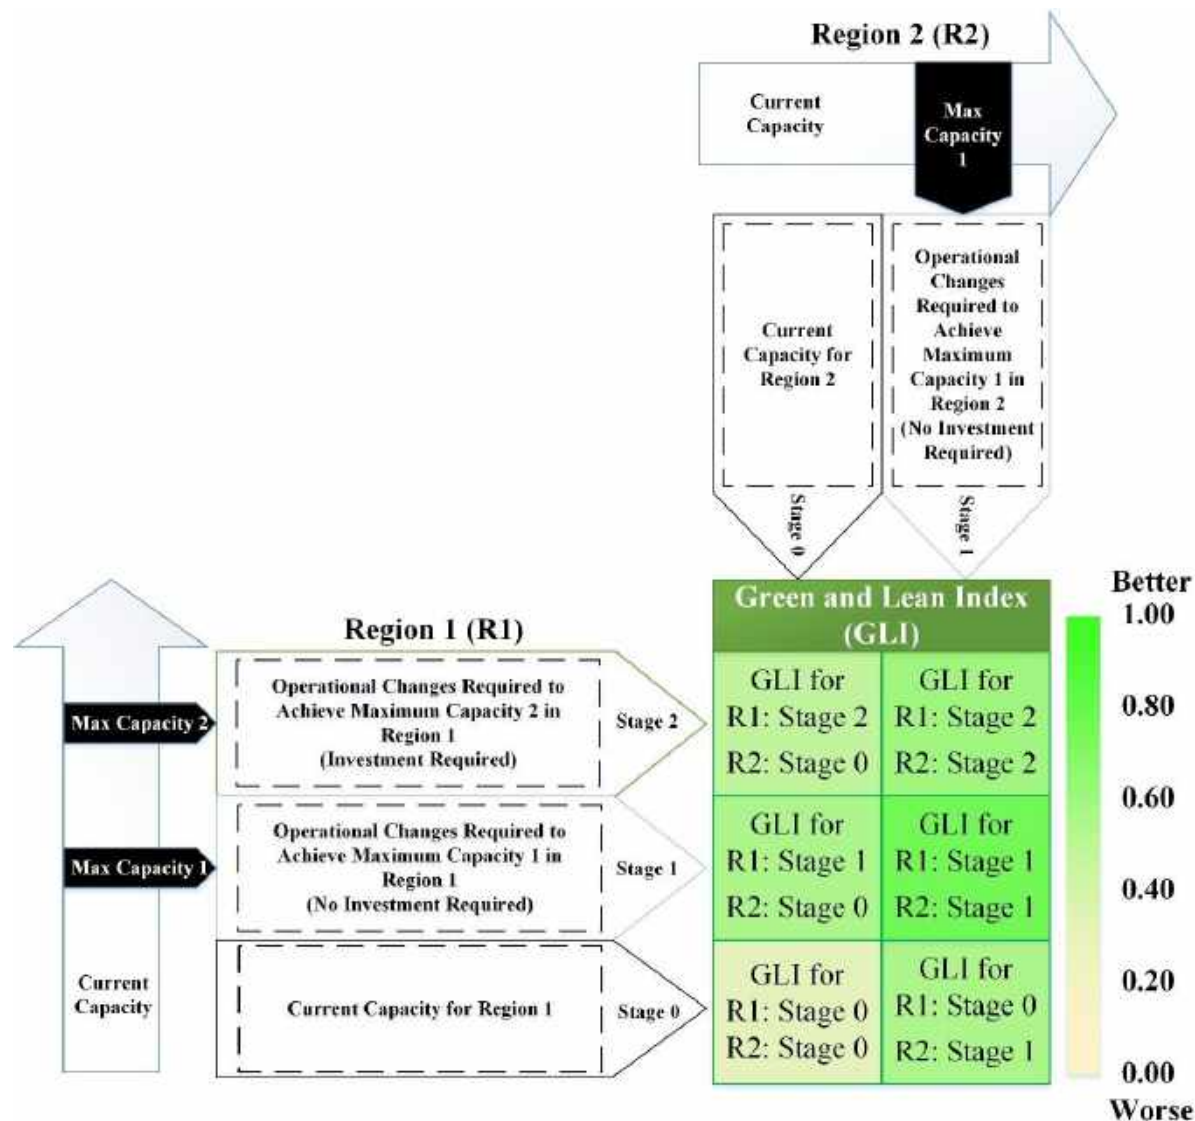 Region 2 (R2)
Current
Capacity
Max
Capacity
1
Current
Capacity for
Region 2
Operational
Changes
Required to
Achieve
Maximum
Capacity 1 in
Region 2
(No Investment
Required)
Stage 0
Stage 1
Region 1 (R1)
Max Capacity 2
Operational Changes Required to
Achieve Maximum Capacity 2 in
Region 1
(Investment Required)
Stage 2
Max Capacity 1
Operational Changes Required to
Achieve Maximum Capacity 1 in
Region 1
(No Investment Required)
Stage 1
Current
Capacity
Current Capacity for Region 1
Stage 0
Green and Lean Index
(GLI)
GLI for
R1: Stage 2
R2: Stage 0
GLI for
R1: Stage 2
R2: Stage 2
GLI for
R1: Stage 1
R2: Stage 0
GLI for
R1: Stage 1
R2: Stage 1
GLI for
R1: Stage 0
R2: Stage 0
GLI for
R1: Stage 0
R2: Stage 1
Better
1.00
0.80
0.60
0.40
0.20
0.00
Worse